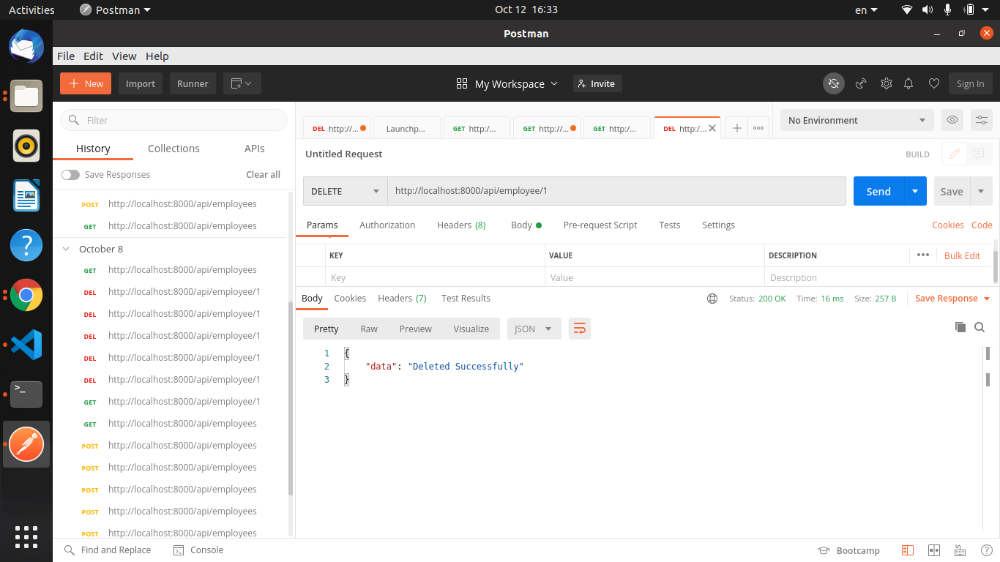 Activities Postman Oct 12 16:33 en
Postman
File Edit View Help
New Import Runner My Workspace Invite Sign In
Filter
History Collections APIs
Save Responses Clear all
POST http://localhost:8000/api/employees
GET http://localhost:8000/api/employees
October 8
GET http://localhost:8000/api/employees
DEL http://localhost:8000/api/employee/1
DEL http://localhost:8000/api/employee/1
DEL http://localhost:8000/api/employee/1
DEL http://localhost:8000/api/employee/1
DEL http://localhost:8000/api/employee/1
GET http://localhost:8000/api/employee/1
GET http://localhost:8000/api/employees
POST http://localhost:8000/api/employees
POST http://localhost:8000/api/employees
POST http://localhost:8000/api/employees
POST http://localhost:8000/api/employees
POST http://localhost:8000/api/employees
DEL http://... Launchp... GET http:/... GET http://... GET http:/... DEL http:/...
No Environment
Untitled Request BUILD
DELETE http://localhost:8000/api/employee/1 Send Save
Params Authorization Headers (8) Body Pre-request Script Tests Settings Cookies Code
KEY VALUE DESCRIPTION ••• Bulk Edit
Key Value Description
Body Cookies Headers (7) Test Results Status: 200 OK Time: 16 ms Size: 257 B Save Response
Pretty Raw Preview Visualize JSON
1 {
2 "data": "Deleted Successfully"
3 }
Find and Replace Console Bootcamp